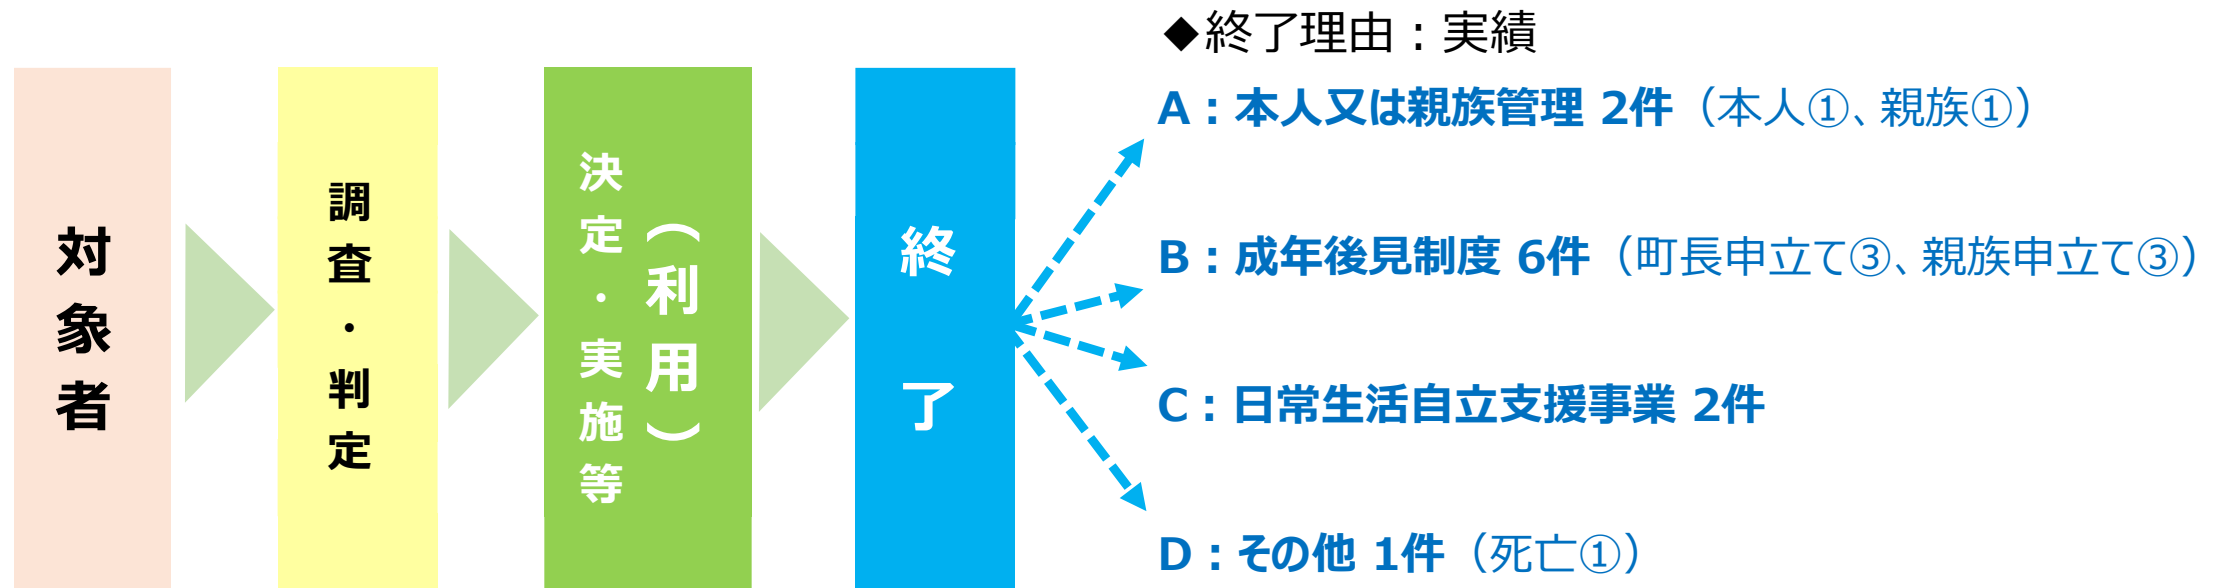 対象者
調査・判定
決定・実施等
（利用）
終了
◆終了理由：実績
A：本人又は親族管理 2件（本人①、親族①）
B：成年後見制度 6件（町長申立て③、親族申立て③）
C：日常生活自立支援事業 2件
D：その他 1件（死亡①）